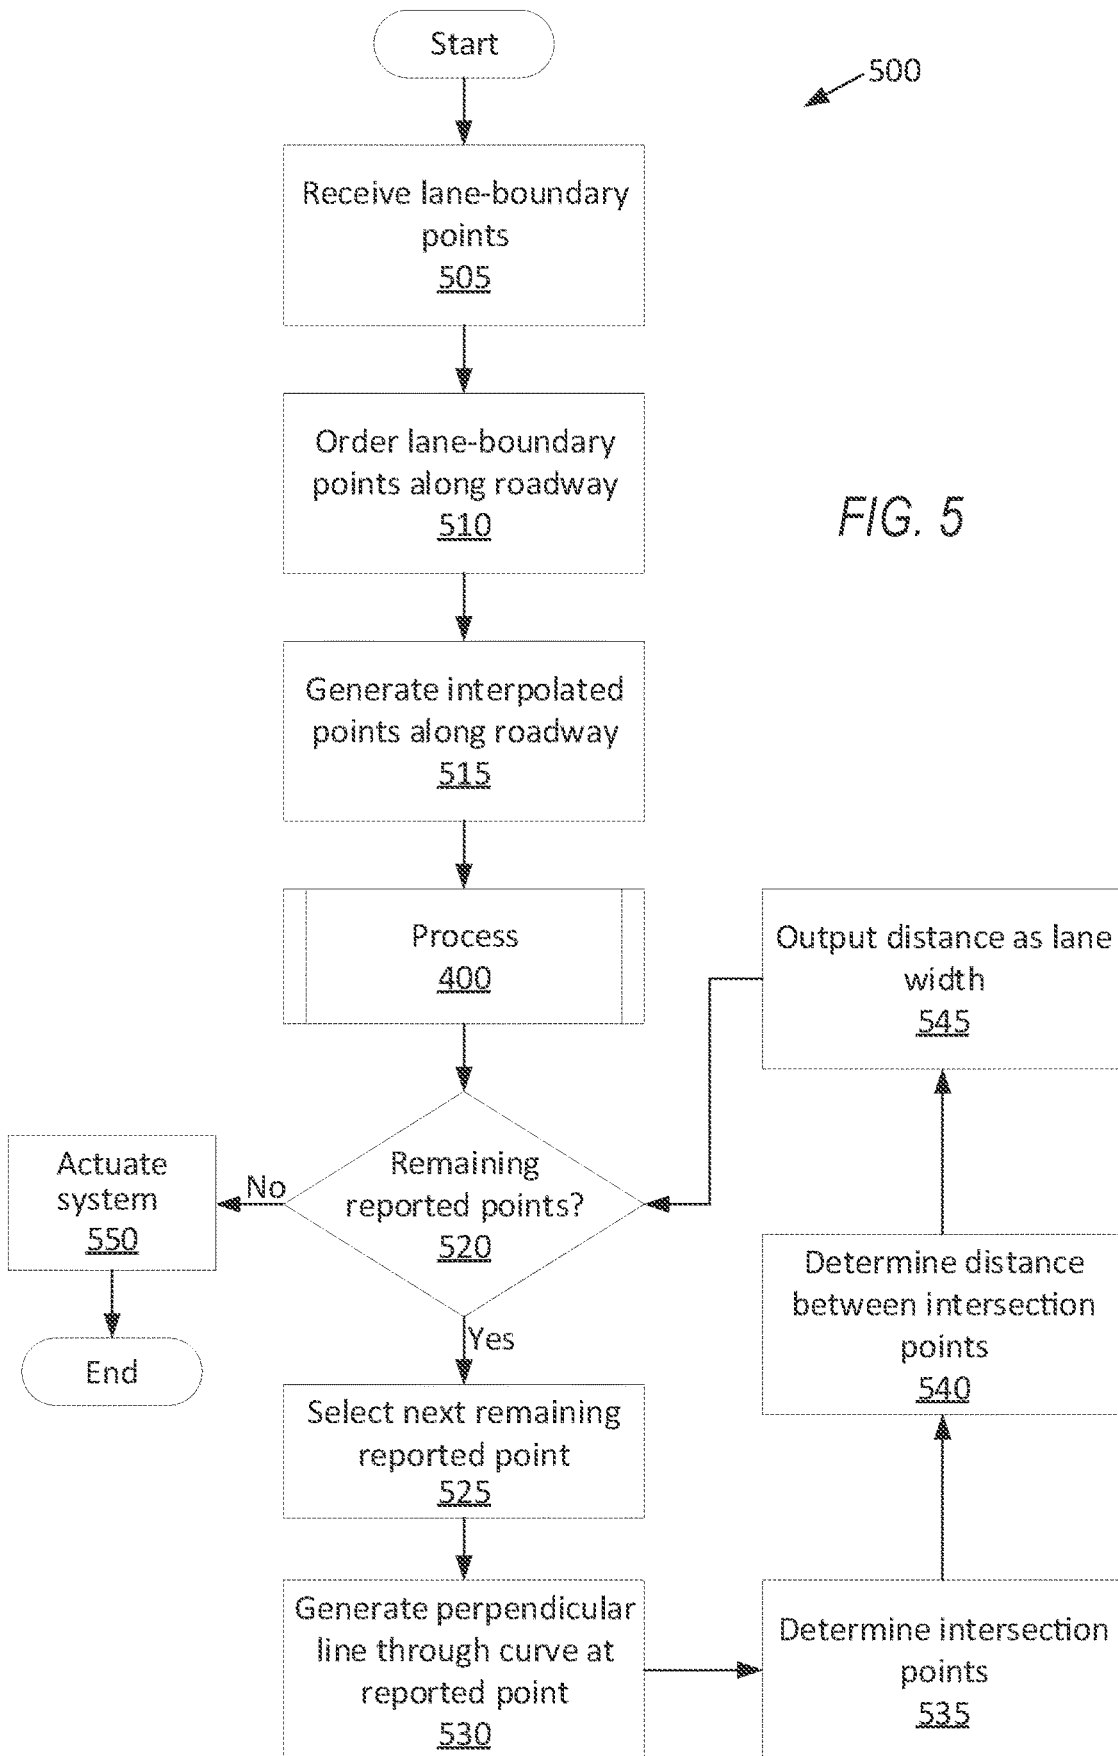 Start
500
Receive lane-boundary
points
505
Order lane-boundary
points along roadway
510
FIG. 5
Generate interpolated
points along roadway
515
Process
400
Output distance as lane
width
545
Remaining
reported points?
520
No
Actuate
system
550
End
Yes
Determine distance
between intersection
points
540
Select next remaining
reported point
525
Generate perpendicular
line through curve at
reported point
530
Determine intersection
points
535